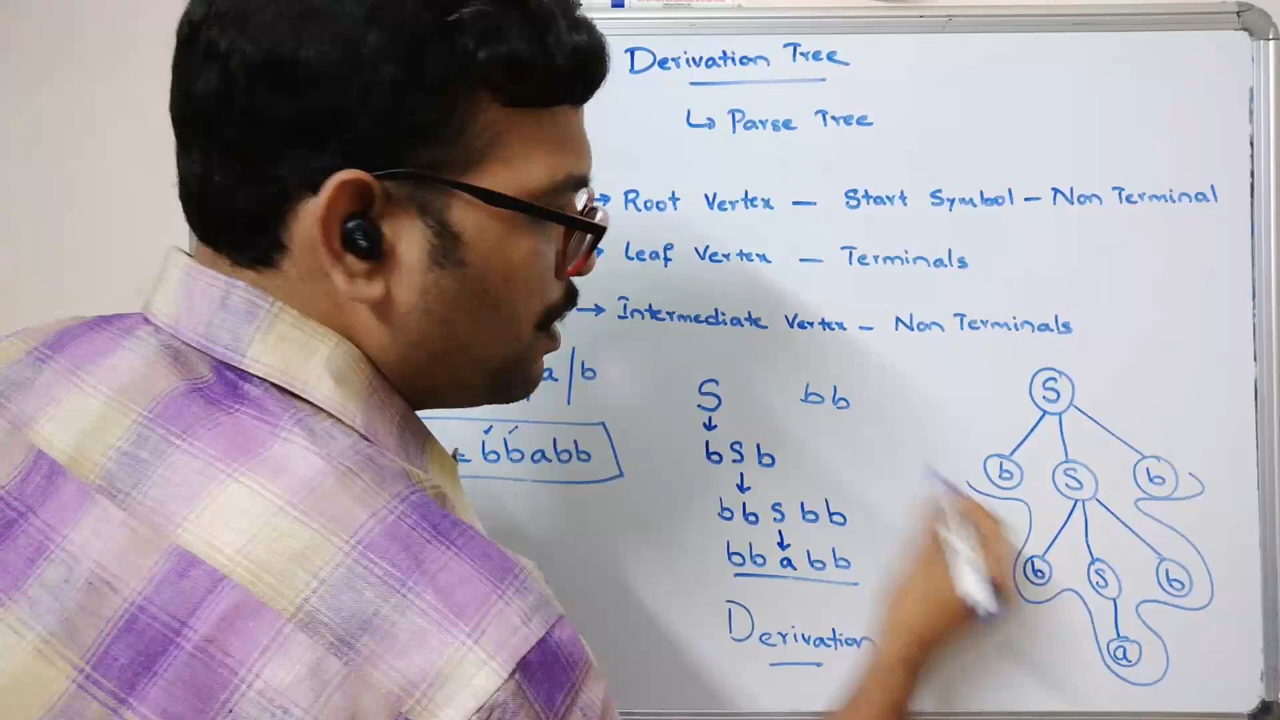 Derivation Tree
↳ Parse Tree
→ Root Vertex — Start Symbol – Non Terminal
Leaf Vertex — Terminals
→ Intermediate Vertex – Non Terminals
a | b
= bbabb
S
bb
↓
bSb
↓
bbSbb
↓
bbabb
Derivation
S
b S b
b S b
a